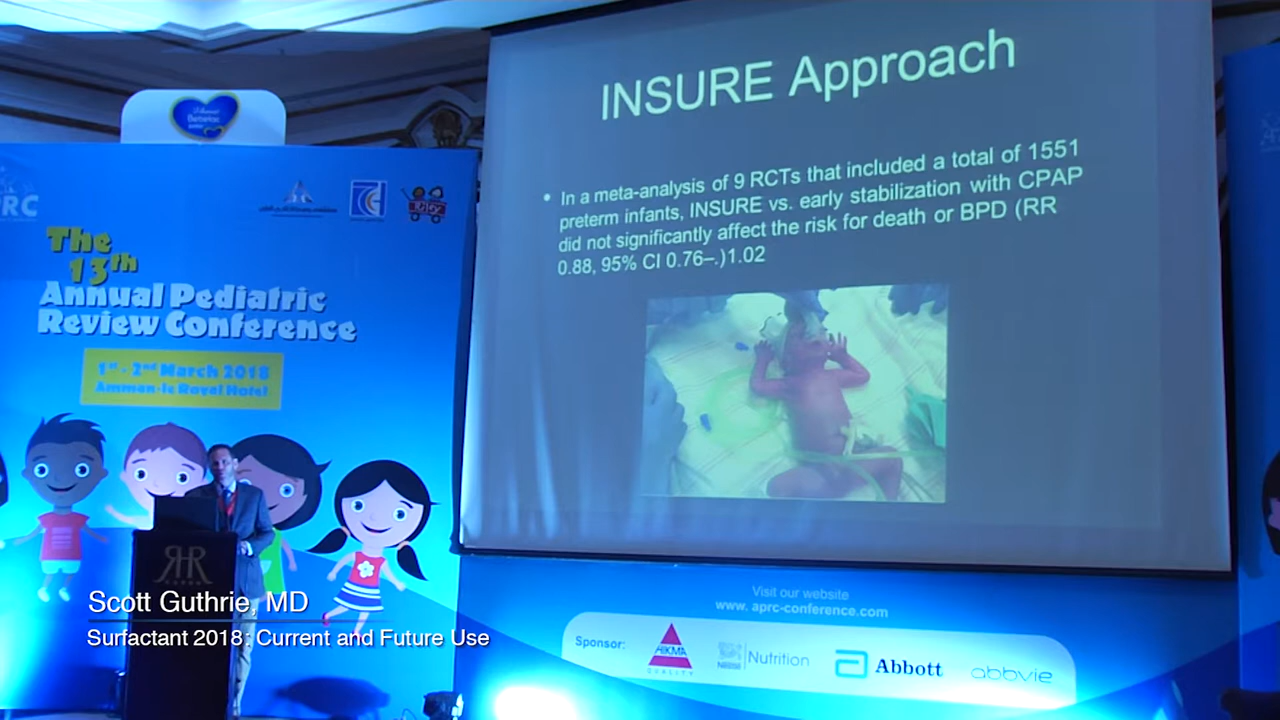 INSURE Approach
• In a meta-analysis of 9 RCTs that included a total of 1551
preterm infants, INSURE vs. early stabilization with CPAP
did not significantly affect the risk for death or BPD (RR
0.88, 95% CI 0.76–.)1.02
PRC
The
13th
Annual Pediatric
Review Conference
1st - 2nd March 2018
Amman-le Royal Hotel
RHR
Scott Guthrie, MD
Surfactant 2018: Current and Future Use
Visit our website
www. aprc-conference.com
Sponsor:
HIKMA
QUALITY
Nestlé
Nutrition
Abbott
abbvie